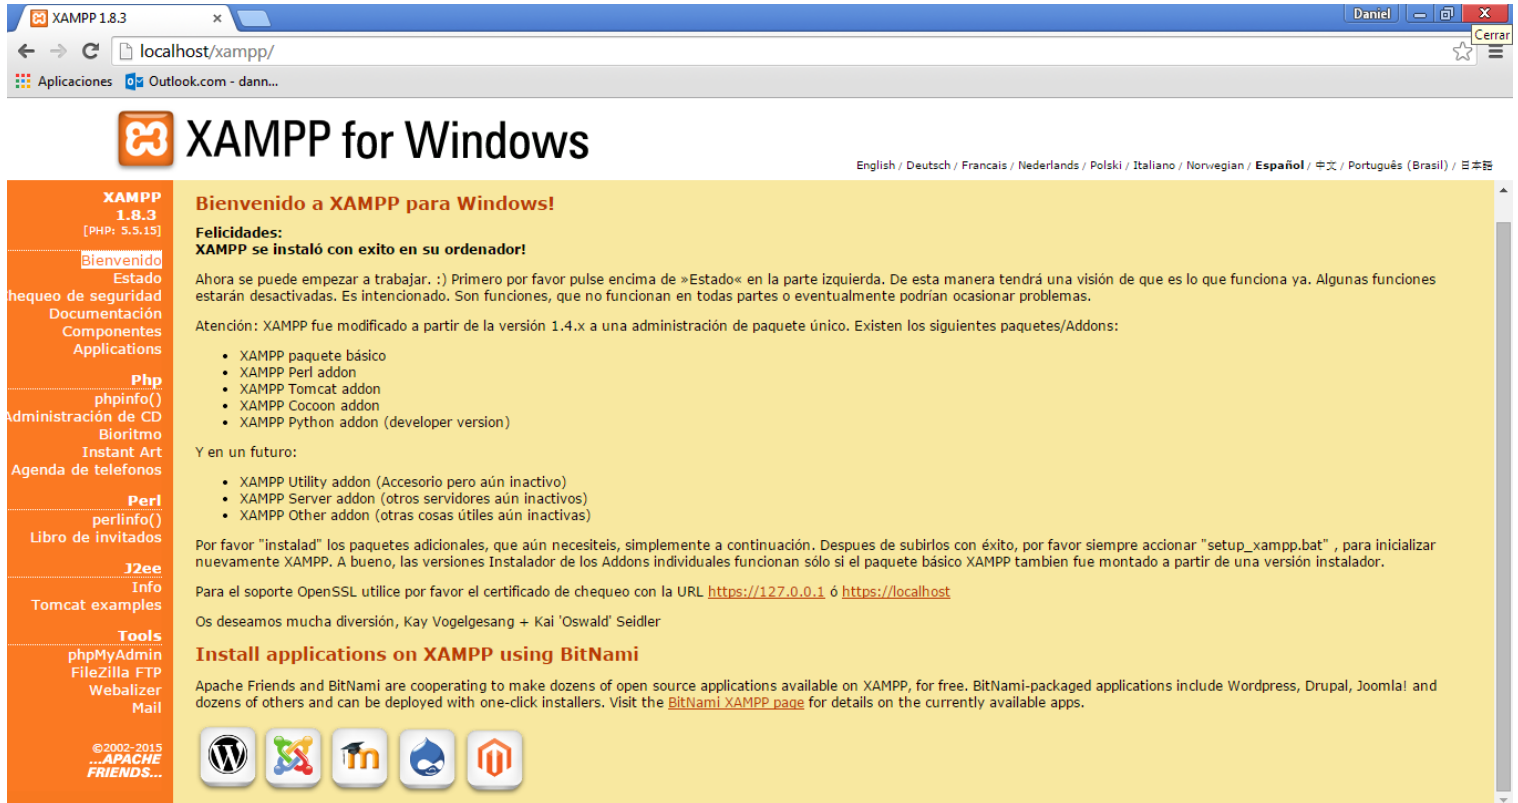 XAMPP 1.8.3
Daniel
Cerrar
localhost/xampp/
Aplicaciones
Outlook.com - dann...
XAMPP for Windows
English / Deutsch / Francais / Nederlands / Polski / Italiano / Norwegian / Español / 中文 / Português (Brasil) / 日本語
XAMPP
1.8.3
[PHP: 5.5.15]
Bienvenido
Estado
hequeo de seguridad
Documentación
Componentes
Applications
Php
phpinfo()
Administración de CD
Bioritmo
Instant Art
Agenda de telefonos
Perl
perlinfo()
Libro de invitados
J2ee
Info
Tomcat examples
Tools
phpMyAdmin
FileZilla FTP
Webalizer
Mail
©2002-2015
...APACHE
FRIENDS...
Bienvenido a XAMPP para Windows!
Felicidades:
XAMPP se instaló con exito en su ordenador!
Ahora se puede empezar a trabajar. :) Primero por favor pulse encima de »Estado« en la parte izquierda. De esta manera tendrá una visión de que es lo que funciona ya. Algunas funciones
estarán desactivadas. Es intencionado. Son funciones, que no funcionan en todas partes o eventualmente podrían ocasionar problemas.
Atención: XAMPP fue modificado a partir de la versión 1.4.x a una administración de paquete único. Existen los siguientes paquetes/Addons:
• XAMPP paquete básico
• XAMPP Perl addon
• XAMPP Tomcat addon
• XAMPP Cocoon addon
• XAMPP Python addon (developer version)
Y en un futuro:
• XAMPP Utility addon (Accesorio pero aún inactivo)
• XAMPP Server addon (otros servidores aún inactivos)
• XAMPP Other addon (otras cosas útiles aún inactivas)
Por favor "instalad" los paquetes adicionales, que aún necesiteis, simplemente a continuación. Despues de subirlos con éxito, por favor siempre accionar "setup_xampp.bat" , para inicializar
nuevamente XAMPP. A bueno, las versiones Instalador de los Addons individuales funcionan sólo si el paquete básico XAMPP tambien fue montado a partir de una versión instalador.
Para el soporte OpenSSL utilice por favor el certificado de chequeo con la URL https://127.0.0.1 ó https://localhost
Os deseamos mucha diversión, Kay Vogelgesang + Kai 'Oswald' Seidler
Install applications on XAMPP using BitNami
Apache Friends and BitNami are cooperating to make dozens of open source applications available on XAMPP, for free. BitNami-packaged applications include Wordpress, Drupal, Joomla! and
dozens of others and can be deployed with one-click installers. Visit the BitNami XAMPP page for details on the currently available apps.